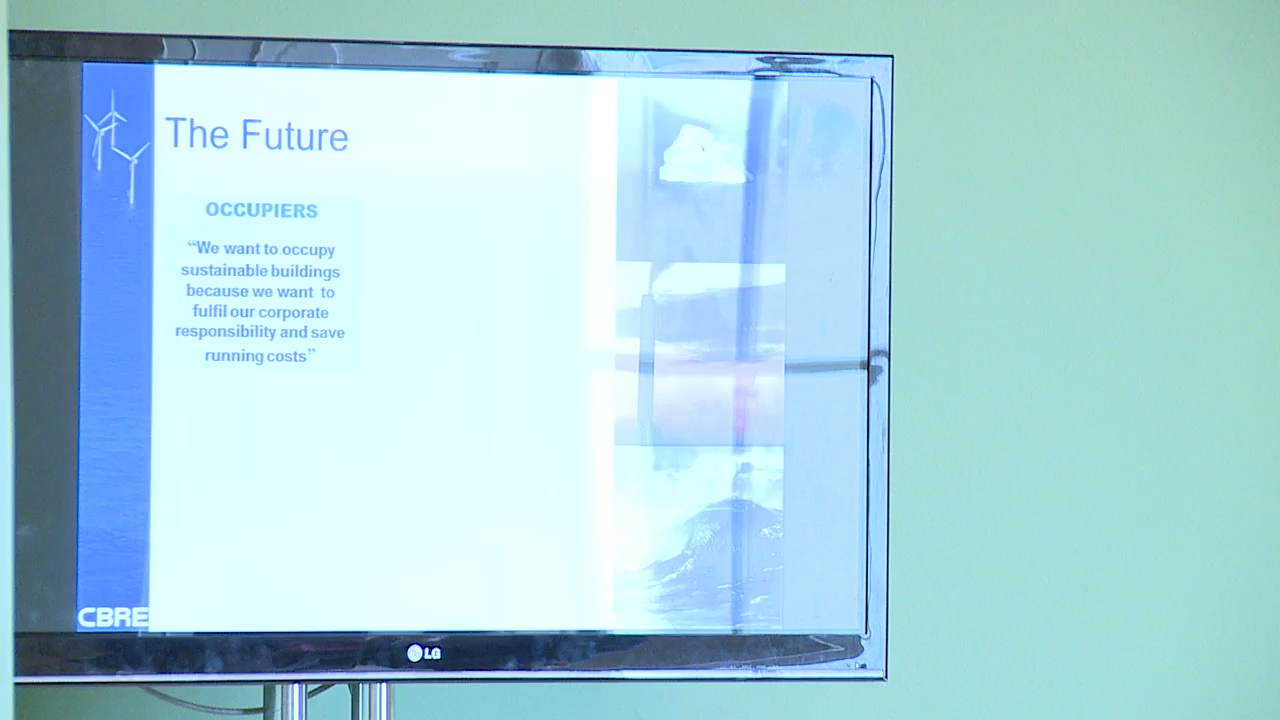 The Future
OCCUPIERS
“We want to occupy
sustainable buildings
because we want to
fulfil our corporate
responsibility and save
running costs”
CBRE
LG